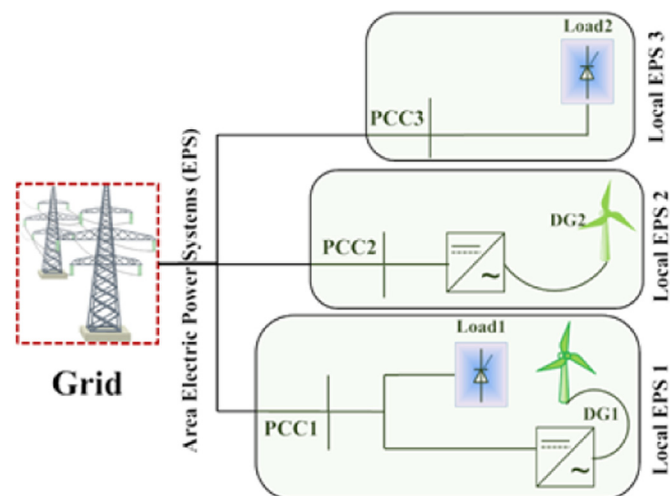 Load2
PCC3
Local EPS 3
Area Electric Power Systems (EPS)
DG2
PCC2
~
Local EPS 2
Grid
Load1
PCC1
DG1
~
Local EPS 1